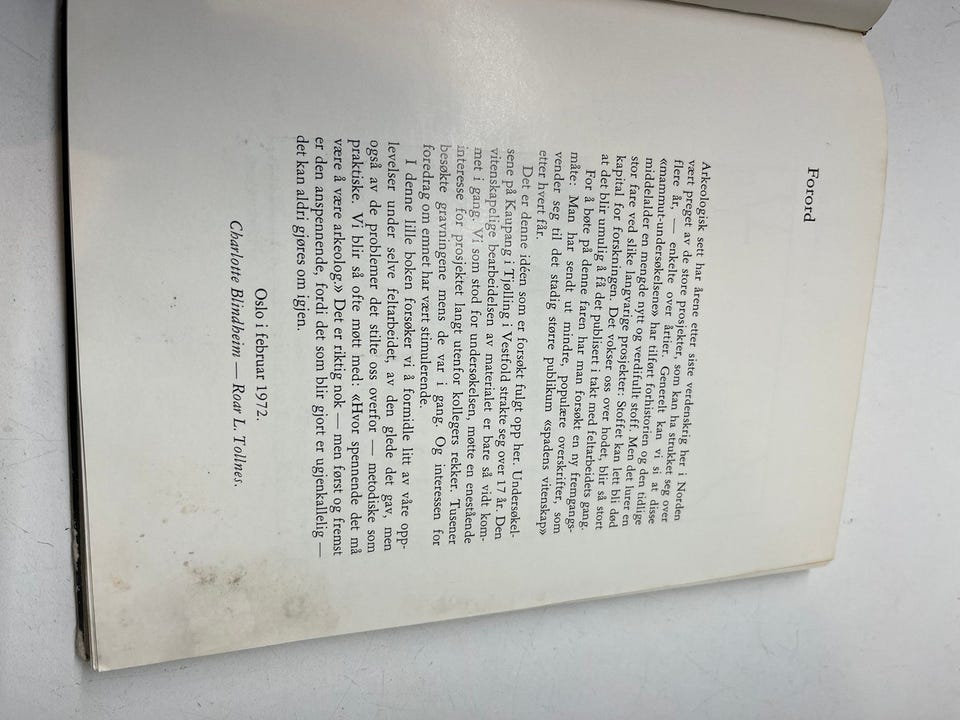 Forord
Arkeologisk sett har årene etter siste verdenskrig her i Norden
vært preget av de store prosjekter, som kan ha strukket seg over
flere år, — enkelte over årtier. Generelt kan vi si at disse
«mammut-undersøkelsene» har tilført forhistorien og den tidlige
middelalder en mengde nytt og verdifullt stoff. Men det lurer en
stor fare ved slike langvarige prosjekter: Stoffet kan lett bli død
kapital for forskningen. Det vokser oss over hodet, blir så stort
at det blir umulig å få det publisert i takt med feltarbeidets gang.
For å bøte på denne faren har man forsøkt en ny fremgangs-
måte: Man har sendt ut mindre, populære overskrifter, som
vender seg til det stadig større publikum «spadens vitenskap»
etter hvert får.
Det er denne idéen som er forsøkt fulgt opp her. Undersøkel-
sene på Kaupang i Tjølling i Vestfold strakte seg over 17 år. Den
vitenskapelige bearbeidelsen av materialet er bare så vidt kom-
met i gang. Vi som stod for undersøkelsen, møtte en enestående
interesse for prosjektet langt utenfor kollegers rekker. Tusener
besøkte gravningene mens de var i gang. Og interessen for
foredrag om emnet har vært stimulerende.
I denne lille boken forsøker vi å formidle litt av våre opp-
levelser under selve feltarbeidet, av den glede det gav, men
også av de problemer det stilte oss overfor — metodiske som
praktiske. Vi blir så ofte møtt med: «Hvor spennende det må
være å være arkeolog.» Det er riktig nok — men først og fremst
er den anspennende, fordi det som blir gjort er ugjenkallelig —
det kan aldri gjøres om igjen.
Oslo i februar 1972.
Charlotte Blindheim — Roar L. Tollnes.